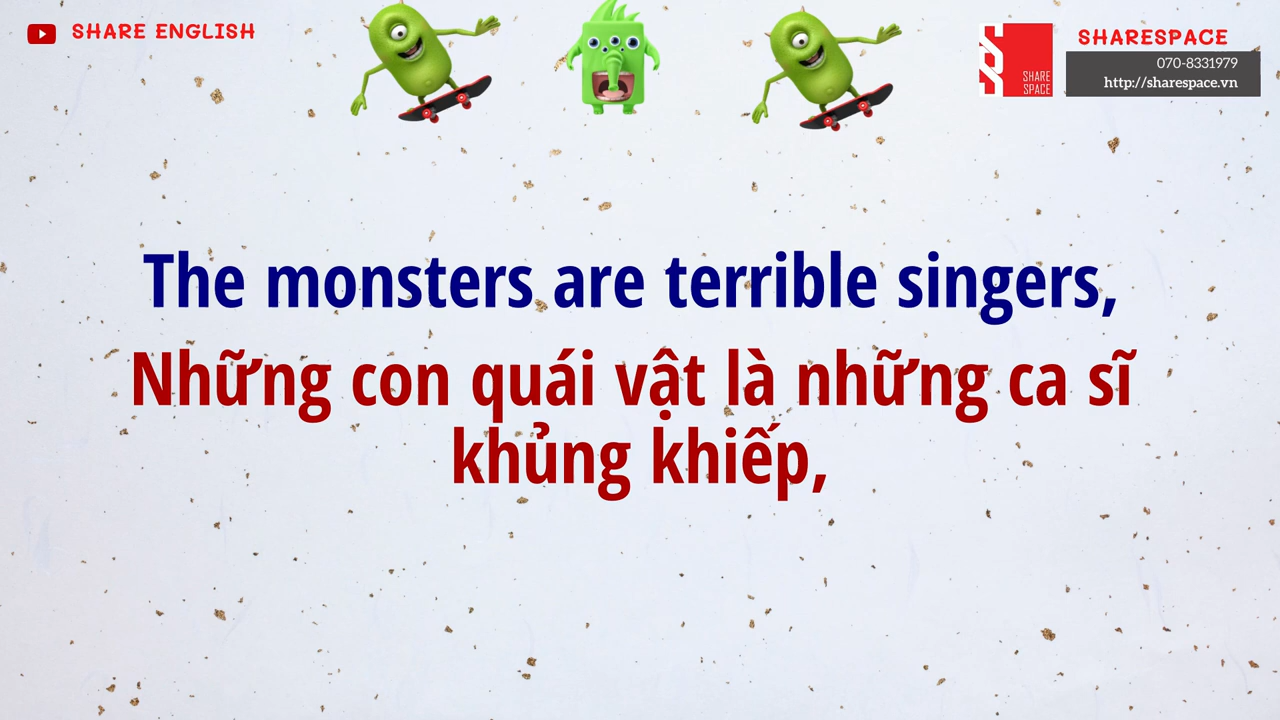 SHARE ENGLISH
SHARE
SPACE
SHARESPACE
070-8331979
http://sharespace.vn
The monsters are terrible singers,
Những con quái vật là những ca sĩ
khủng khiếp,